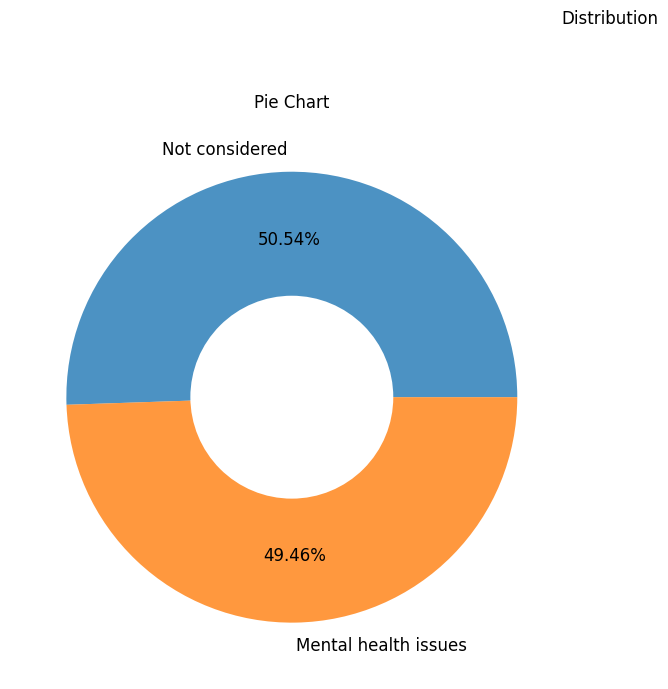 Distribution
Pie Chart
Not considered
50.54%
49.46%
Mental health issues